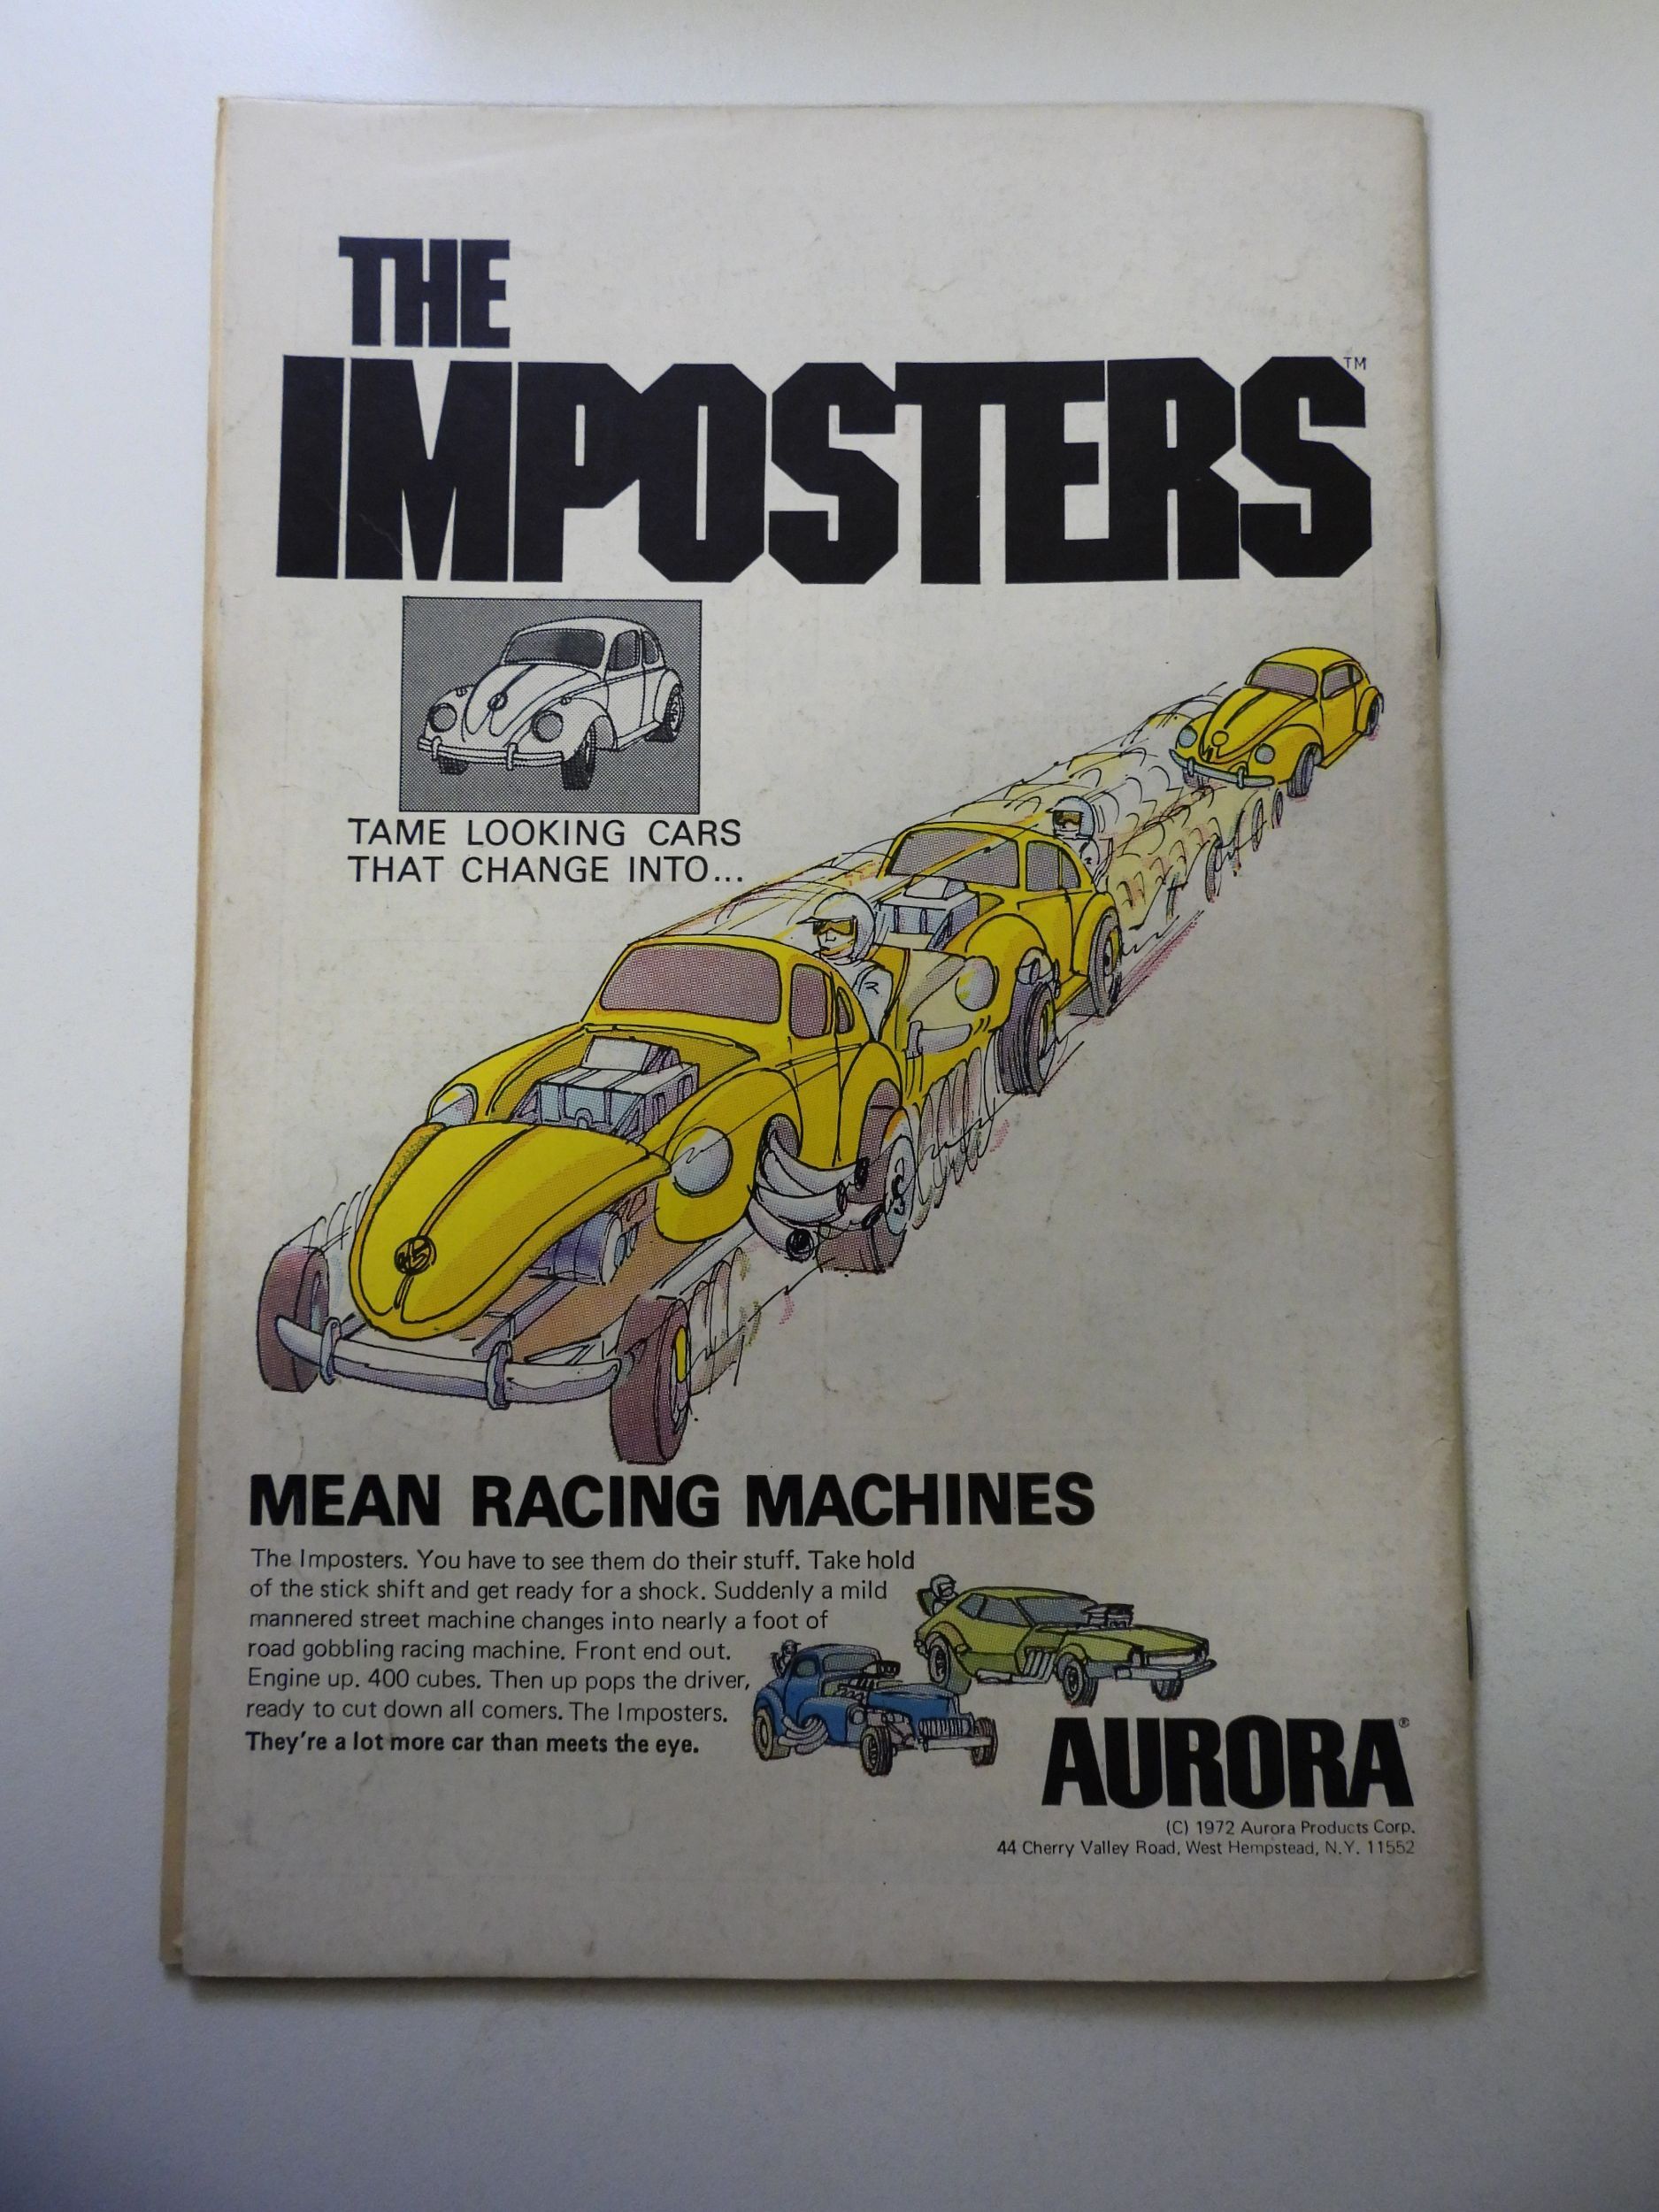 THE
IMPOSTERS™
TAME LOOKING CARS
THAT CHANGE INTO...
MEAN RACING MACHINES
The Imposters. You have to see them do their stuff. Take hold
of the stick shift and get ready for a shock. Suddenly a mild
mannered street machine changes into nearly a foot of
road gobbling racing machine. Front end out.
Engine up. 400 cubes. Then up pops the driver,
ready to cut down all comers. The Imposters.
They're a lot more car than meets the eye.
AURORA®
(C) 1972 Aurora Products Corp.
44 Cherry Valley Road, West Hempstead, N.Y. 11552